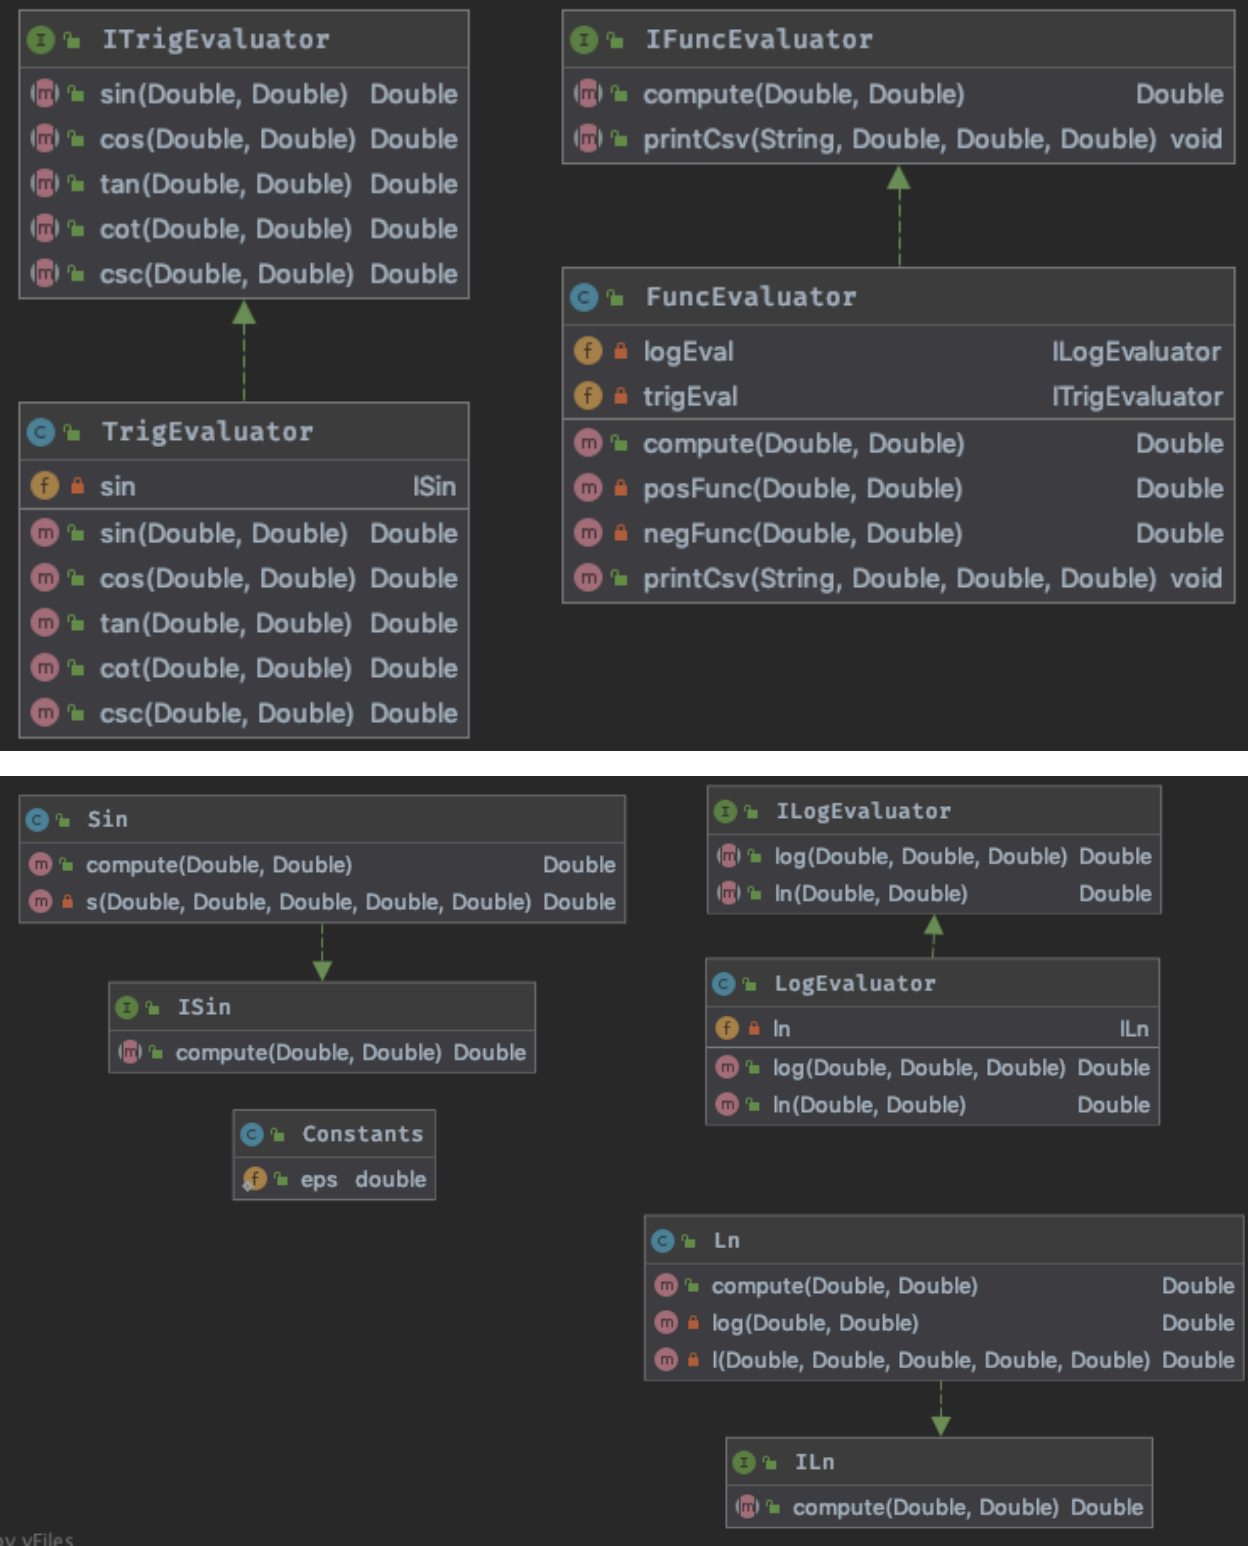 ITrigEvaluator
sin(Double, Double) Double
cos(Double, Double) Double
tan(Double, Double) Double
cot(Double, Double) Double
csc(Double, Double) Double
TrigEvaluator
sin ISin
sin(Double, Double) Double
cos(Double, Double) Double
tan(Double, Double) Double
cot(Double, Double) Double
csc(Double, Double) Double
IFuncEvaluator
compute(Double, Double) Double
printCsv(String, Double, Double, Double) void
FuncEvaluator
logEval ILogEvaluator
trigEval ITrigEvaluator
compute(Double, Double) Double
posFunc(Double, Double) Double
negFunc(Double, Double) Double
printCsv(String, Double, Double, Double) void
Sin
compute(Double, Double) Double
s(Double, Double, Double, Double, Double) Double
ISin
compute(Double, Double) Double
Constants
eps double
ILogEvaluator
log(Double, Double, Double) Double
ln(Double, Double) Double
LogEvaluator
ln ILn
log(Double, Double, Double) Double
ln(Double, Double) Double
Ln
compute(Double, Double) Double
log(Double, Double) Double
l(Double, Double, Double, Double, Double) Double
ILn
compute(Double, Double) Double
by yFiles